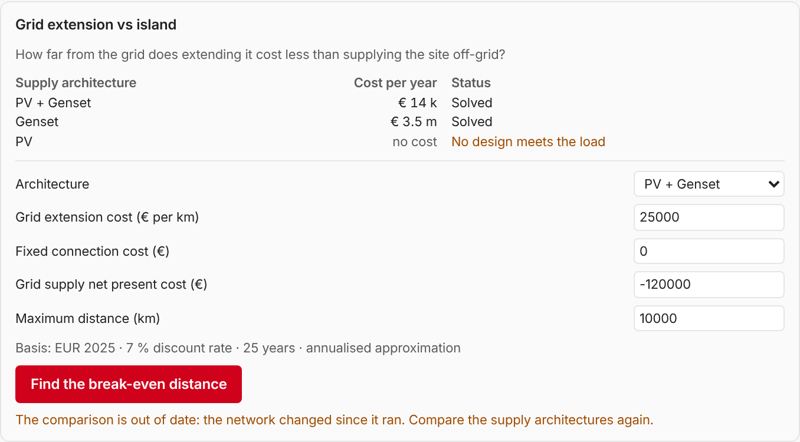 Grid extension vs island
How far from the grid does extending it cost less than supplying the site off-grid?
Supply architecture Cost per year Status
PV + Genset € 14 k Solved
Genset € 3.5 m Solved
PV no cost No design meets the load
Architecture PV + Genset
Grid extension cost (€ per km) 25000
Fixed connection cost (€) 0
Grid supply net present cost (€) -120000
Maximum distance (km) 10000
Basis: EUR 2025 · 7 % discount rate · 25 years · annualised approximation
Find the break-even distance
The comparison is out of date: the network changed since it ran. Compare the supply architectures again.